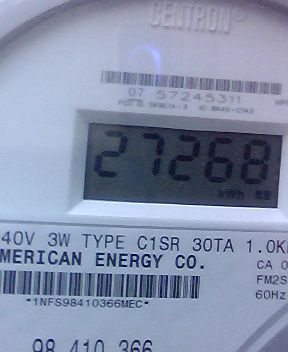 CENTRON®
07 57245311
27268
kWh
40V 3W TYPE C1SR 30TA 1.0K
MERICAN ENERGY CO.
CA 0
FM2S
60Hz
*1NFS98410366MEC*
98 410 366